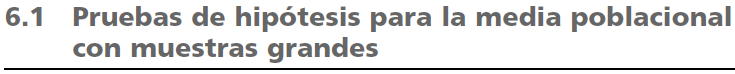 6.1 Pruebas de hipótesis para la media poblacional
con muestras grandes